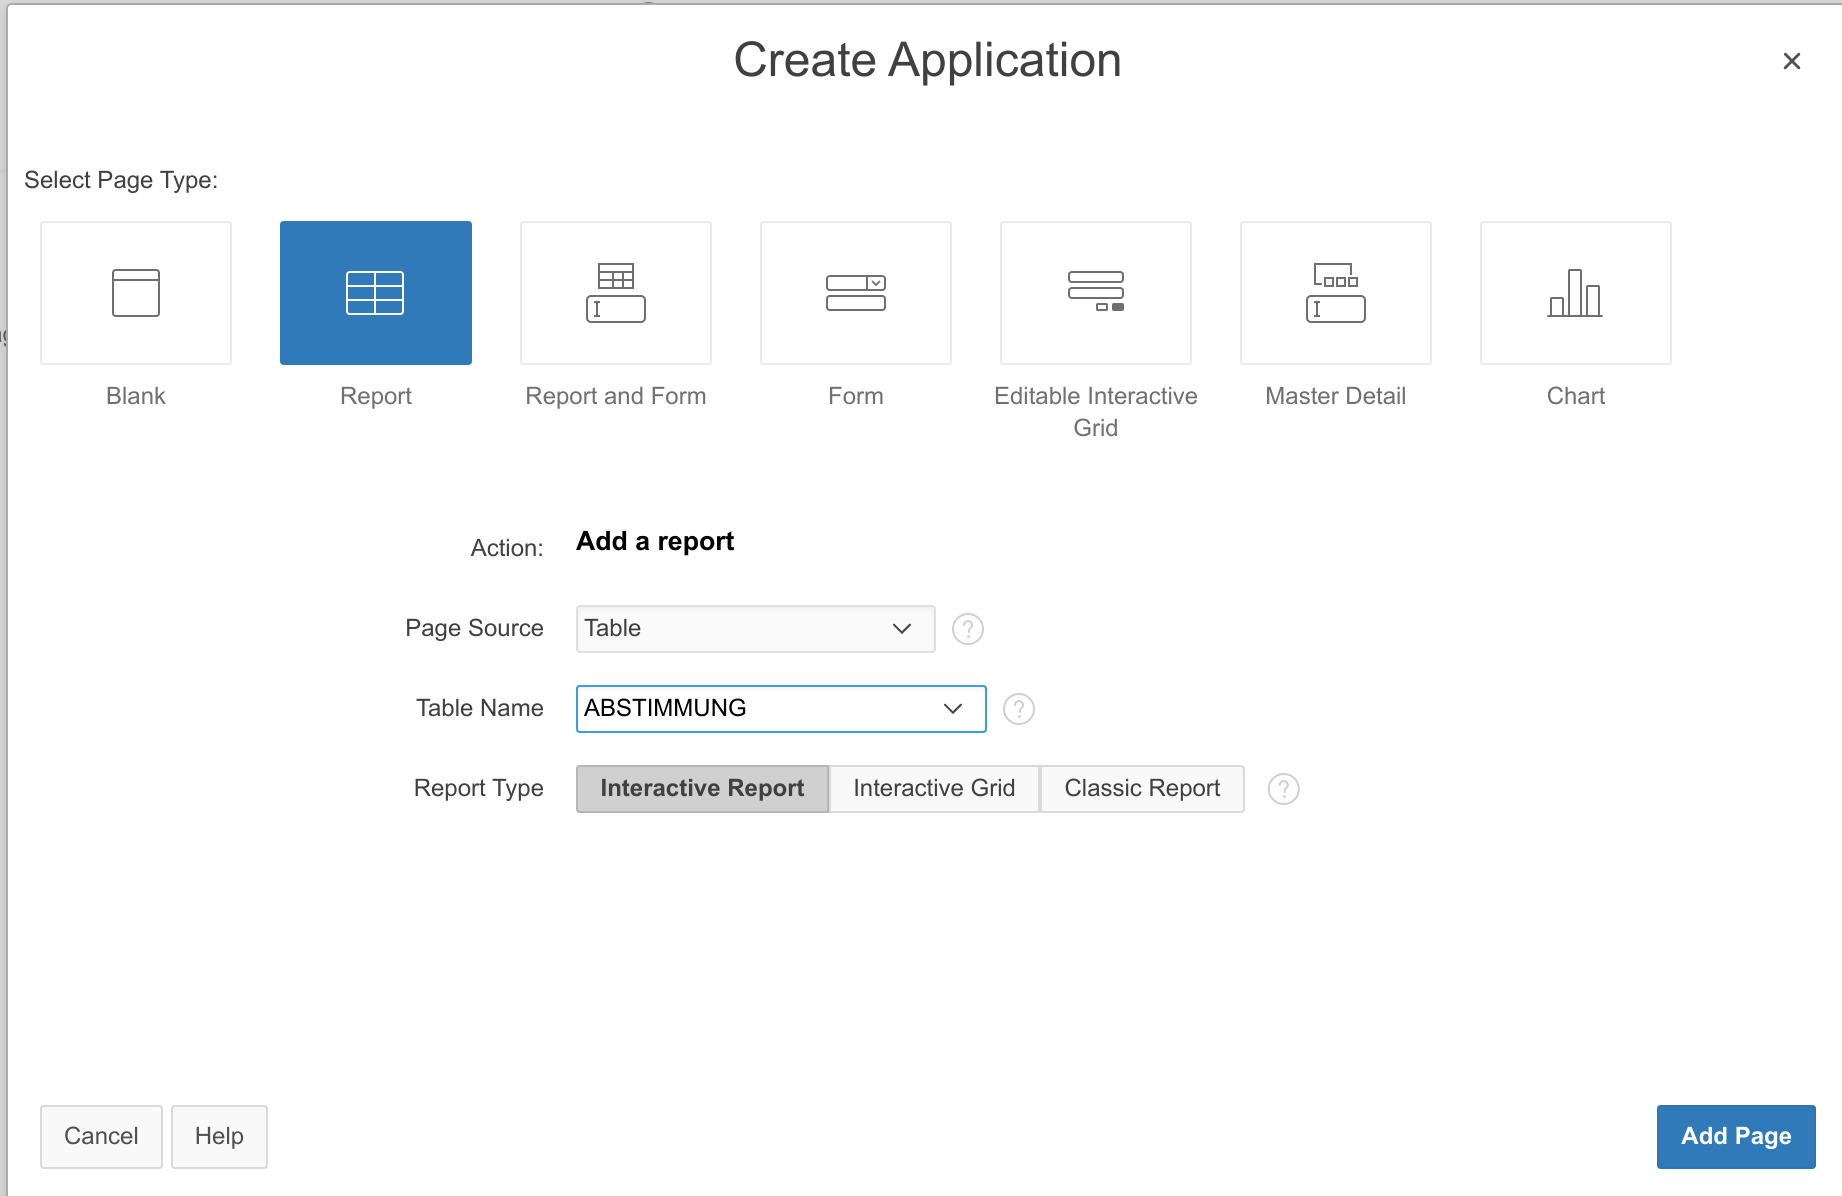 Create Application
Select Page Type:
Blank
Report
Report and Form
Form
Editable Interactive
Grid
Master Detail
Chart
Action: Add a report
Page Source Table ?
Table Name ABSTIMMUNG ?
Report Type Interactive Report Interactive Grid Classic Report ?
Cancel Help Add Page